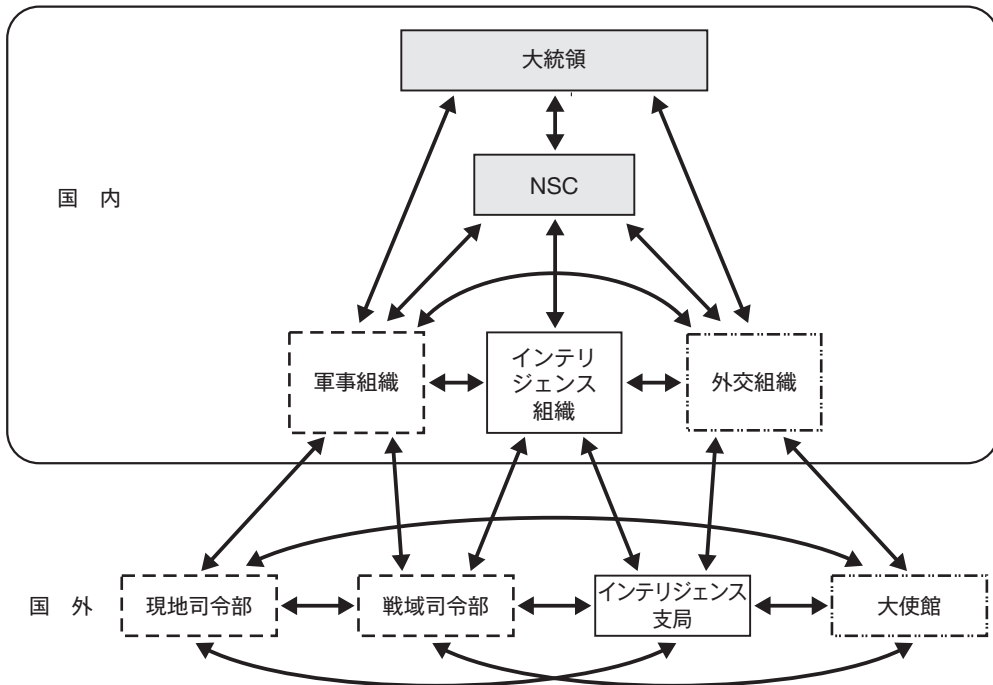 大統領
NSC
国　内
軍事組織
インテリ
ジェンス
組織
外交組織
国　外
現地司令部
戦域司令部
インテリジェンス
支局
大使館